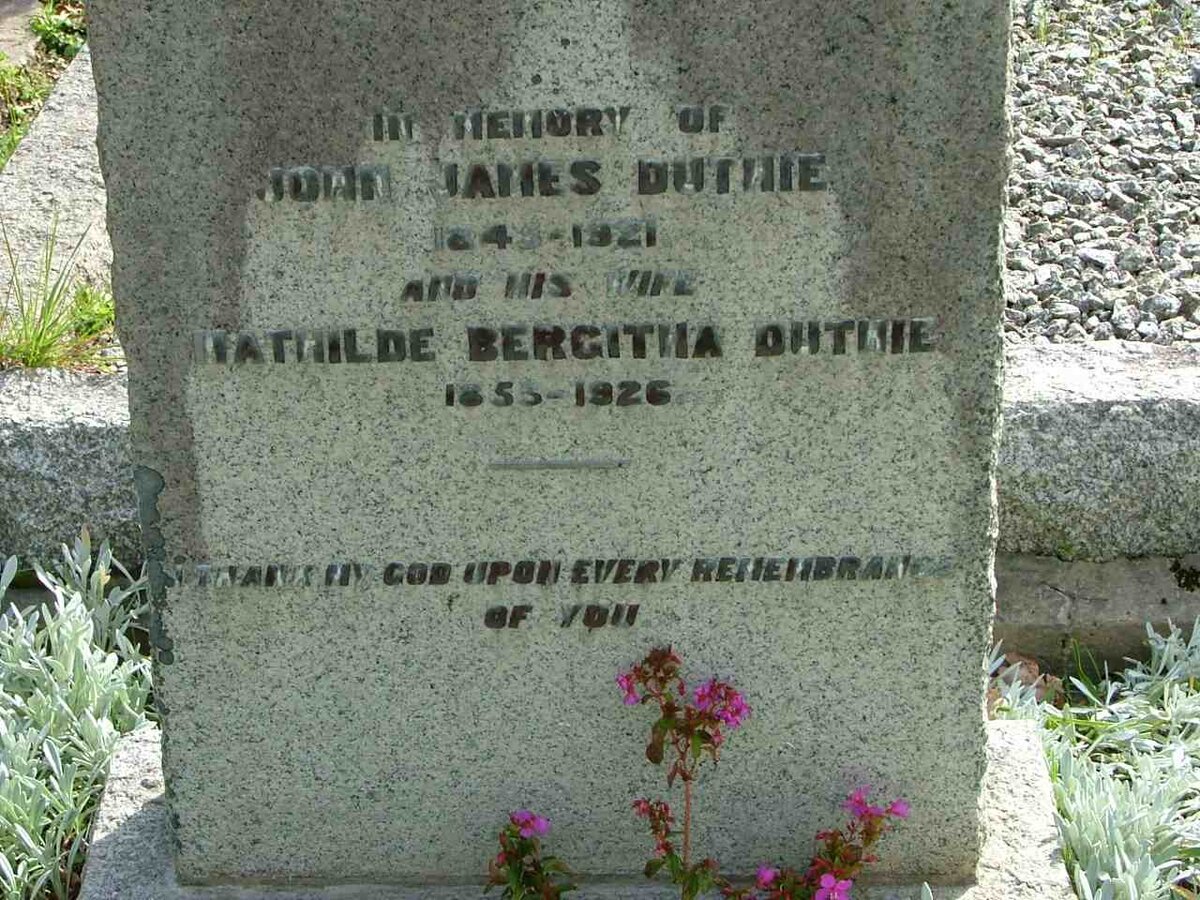 IN MEMORY OF
JOHN JAMES DUTHIE
1843-1921
AND HIS WIFE
MATHILDE BERGITHA DUTHIE
1855-1926
I THANK MY GOD UPON EVERY REMEMBRANCE
OF YOU